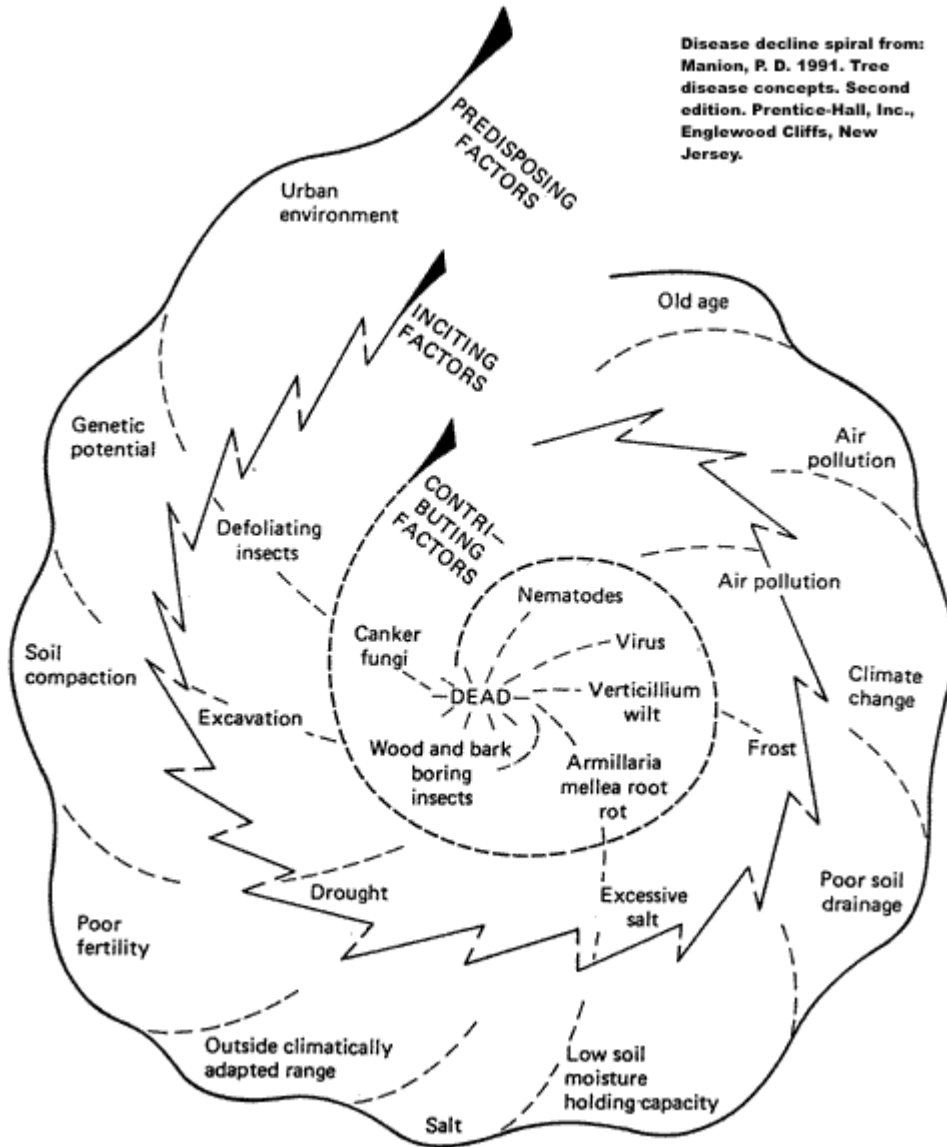 Disease decline spiral from:
Manion, P. D. 1991. Tree
disease concepts. Second
edition. Prentice-Hall, Inc.,
Englewood Cliffs, New
Jersey.
PREDISPOSING
FACTORS
Urban
environment
INCITING
FACTORS
Old age
Genetic
potential
Air
pollution
CONTRI–
BUTING
FACTORS
Defoliating
insects
Air pollution
Nematodes
Canker
fungi
Virus
Soil
compaction
Climate
change
DEAD
Verticillium
wilt
Excavation
Frost
Wood and bark
boring
insects
Armillaria
mellea root
rot
Drought
Excessive
salt
Poor soil
drainage
Poor
fertility
Outside climatically
adapted range
Low soil
moisture
holding-capacity
Salt